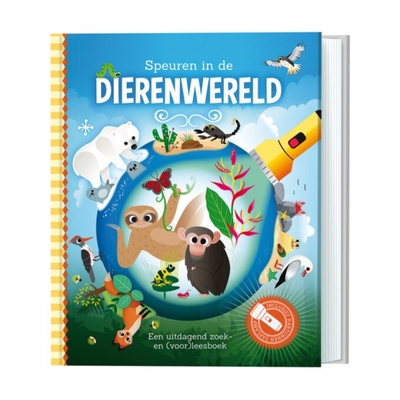 Speuren in de
DIERENWERELD
Een uitdagend zoek-
en (voor)leesboek